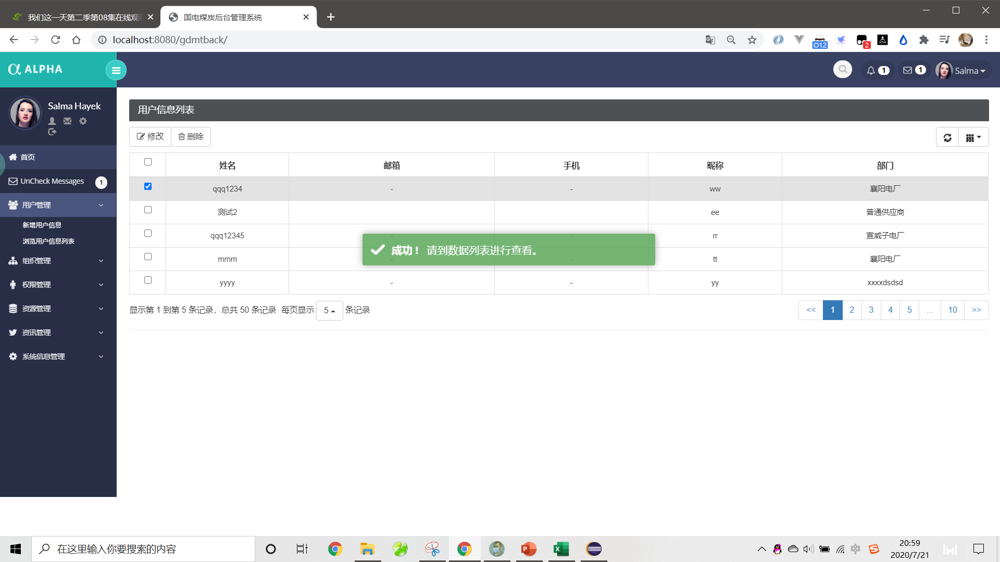 我们这一天第二季第08集在线观看
国电煤炭后台管理系统
localhost:8080/gdmtback/
O12
2
α ALPHA
1
1
Salma
Salma Hayek
首页
UnCheck Messages
1
用户管理
新增用户信息
浏览用户信息列表
组织管理
权限管理
资源管理
资讯管理
系统信息管理
用户信息列表
修改 删除
姓名 邮箱 手机 昵称 部门
qqq1234 - - ww 襄阳电厂
测试2 ee 普通供应商
qqq12345 - - rr 宣威子电厂
成功！ 请到数据列表进行查看。
mmm - - tt 襄阳电厂
yyyy - - yy xxxxdsdsd
显示第 1 到第 5 条记录，总共 50 条记录 每页显示 5 条记录
<< 1 2 3 4 5 ... 10 >>
在这里输入你要搜索的内容
中
20:59
2020/7/21